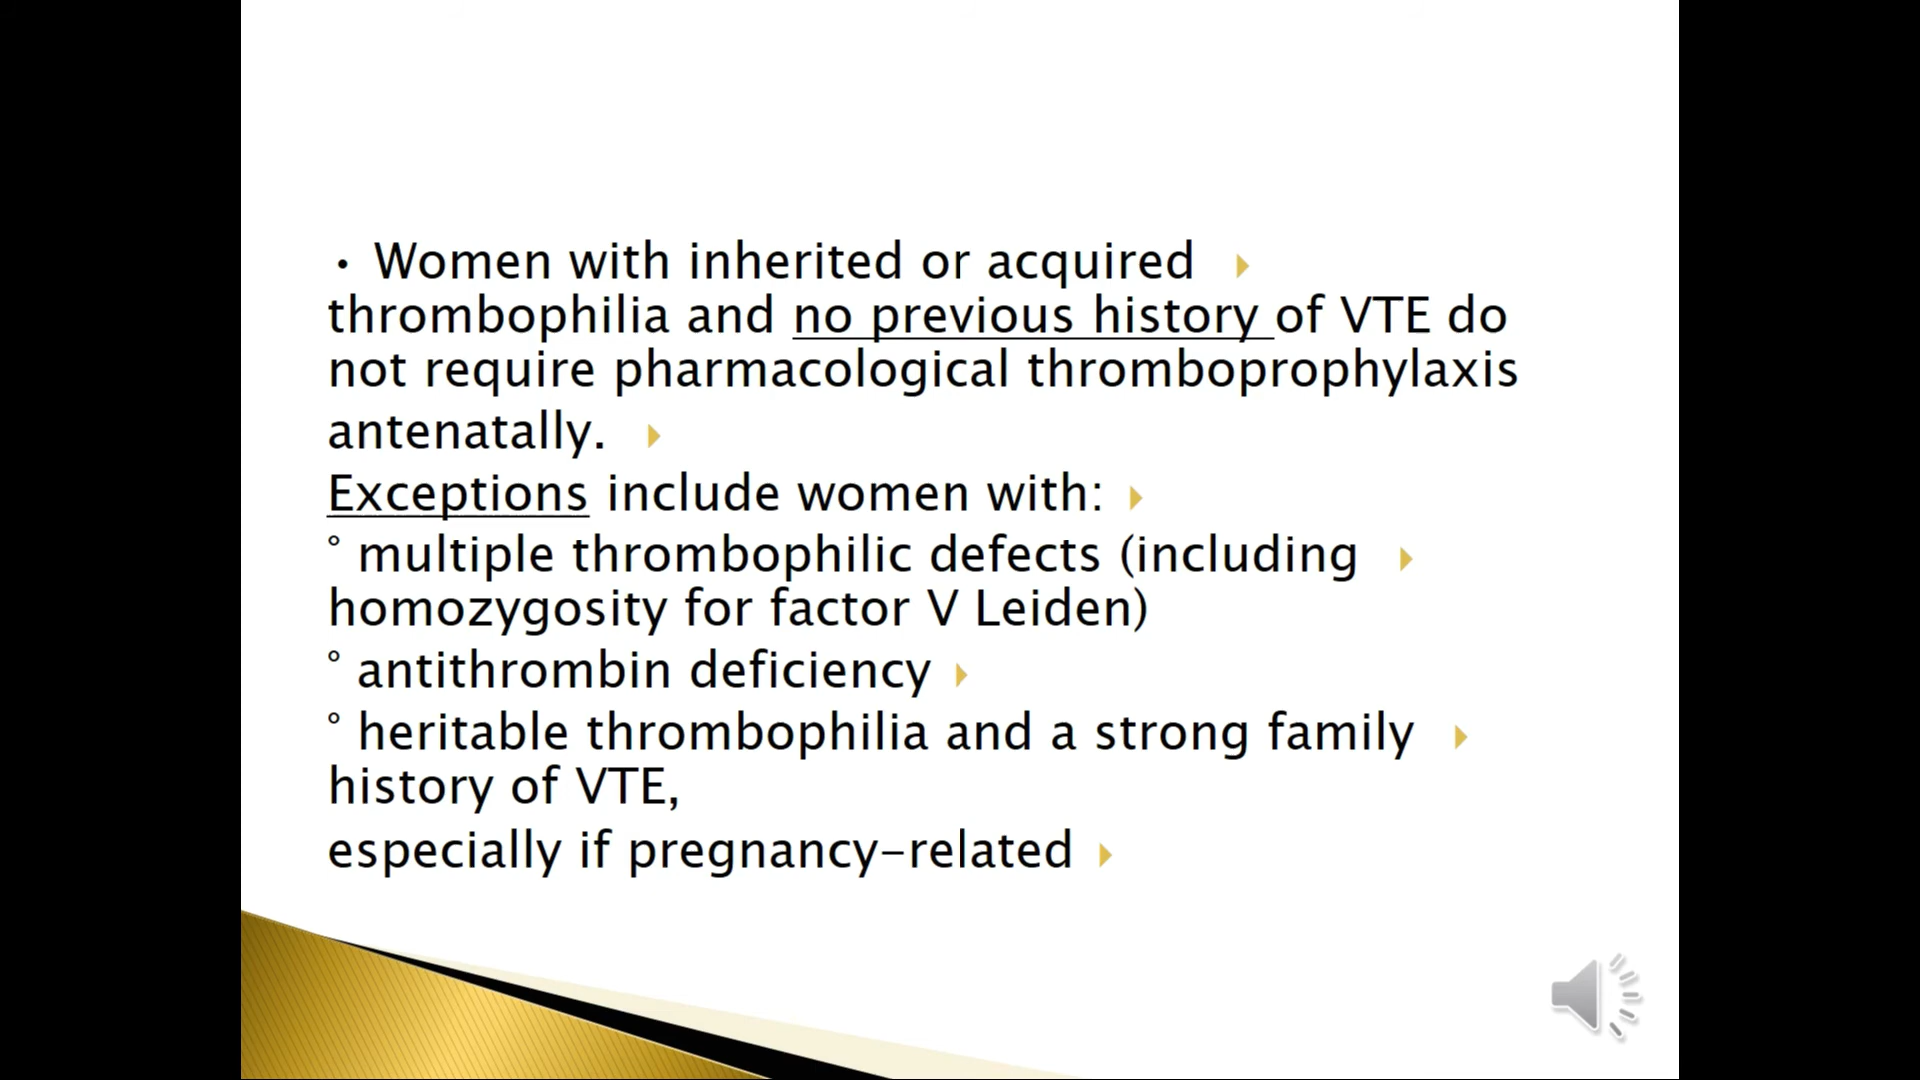 • Women with inherited or acquired
thrombophilia and no previous history of VTE do
not require pharmacological thromboprophylaxis
antenatally.
Exceptions include women with:
° multiple thrombophilic defects (including
homozygosity for factor V Leiden)
° antithrombin deficiency
° heritable thrombophilia and a strong family
history of VTE,
especially if pregnancy-related